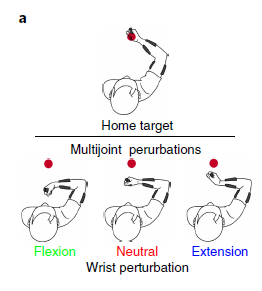 a
Home target
Multijoint perurbations
Flexion Neutral Extension
Wrist perturbation